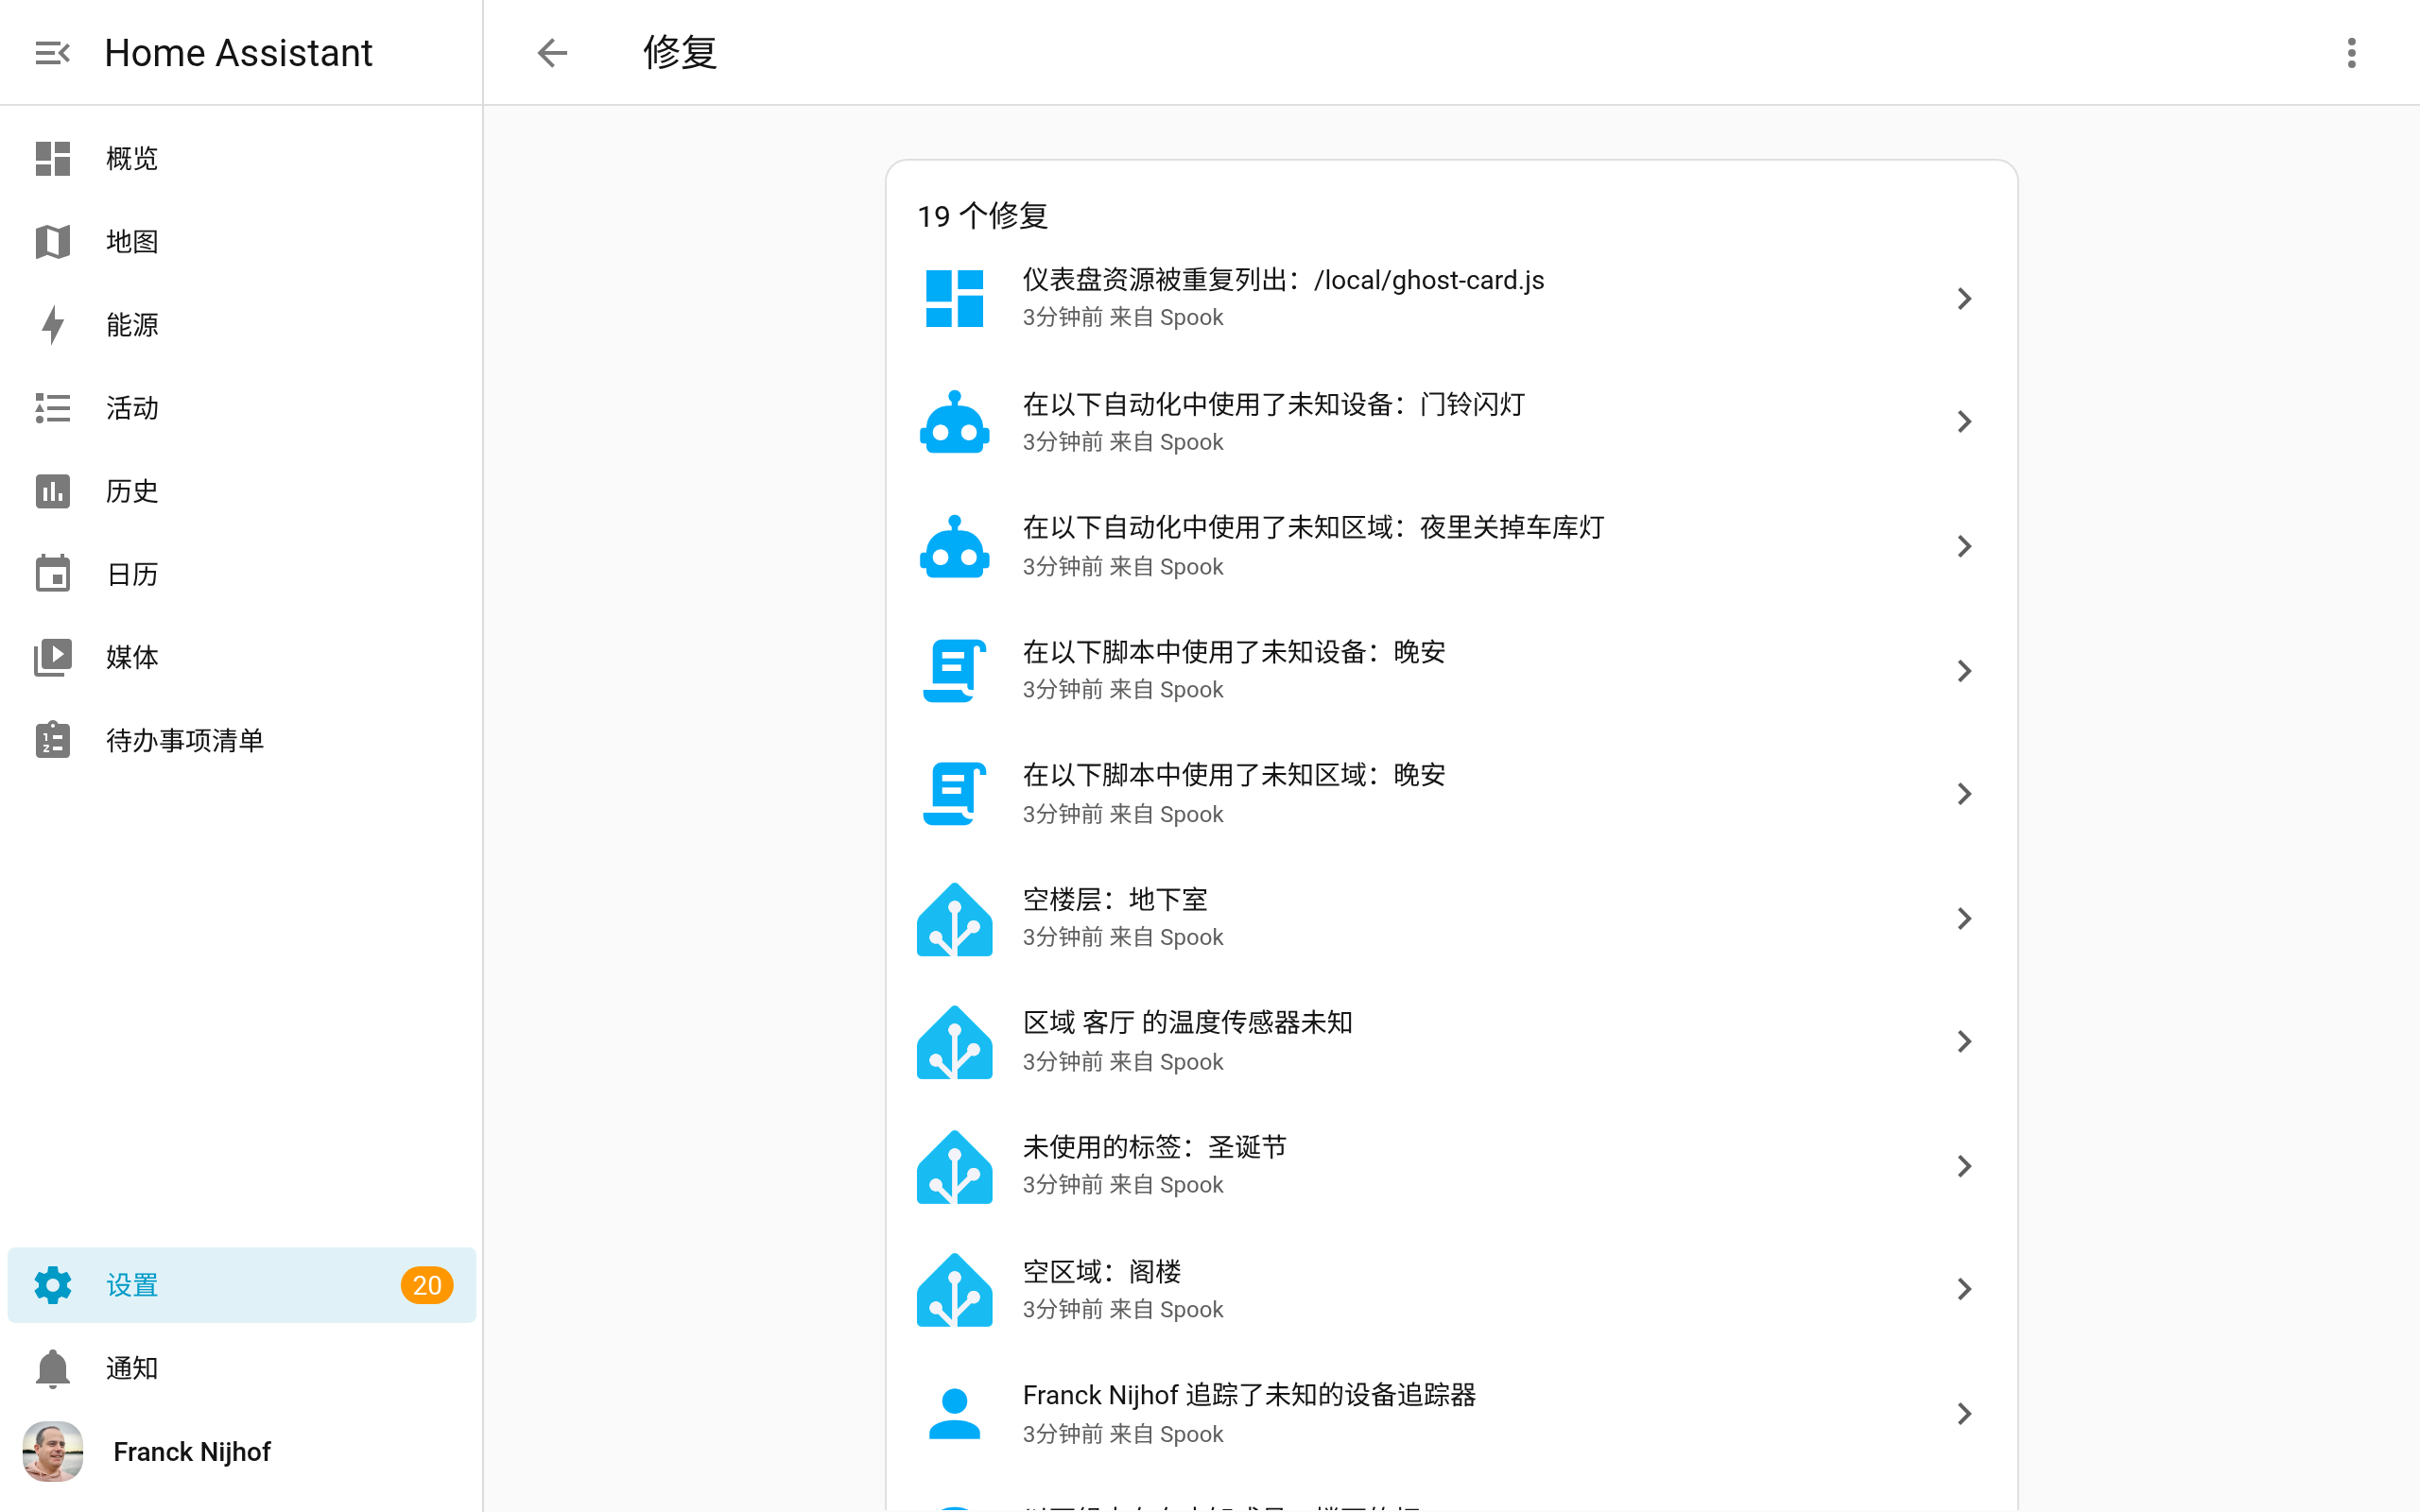 Home Assistant
修复
概览
地图
能源
活动
历史
日历
媒体
待办事项清单
设置
20
通知
Franck Nijhof
19 个修复
仪表盘资源被重复列出：/local/ghost-card.js
3分钟前 来自 Spook
在以下自动化中使用了未知设备：门铃闪灯
3分钟前 来自 Spook
在以下自动化中使用了未知区域：夜里关掉车库灯
3分钟前 来自 Spook
在以下脚本中使用了未知设备：晚安
3分钟前 来自 Spook
在以下脚本中使用了未知区域：晚安
3分钟前 来自 Spook
空楼层：地下室
3分钟前 来自 Spook
区域 客厅 的温度传感器未知
3分钟前 来自 Spook
未使用的标签：圣诞节
3分钟前 来自 Spook
空区域：阁楼
3分钟前 来自 Spook
Franck Nijhof 追踪了未知的设备追踪器
3分钟前 来自 Spook